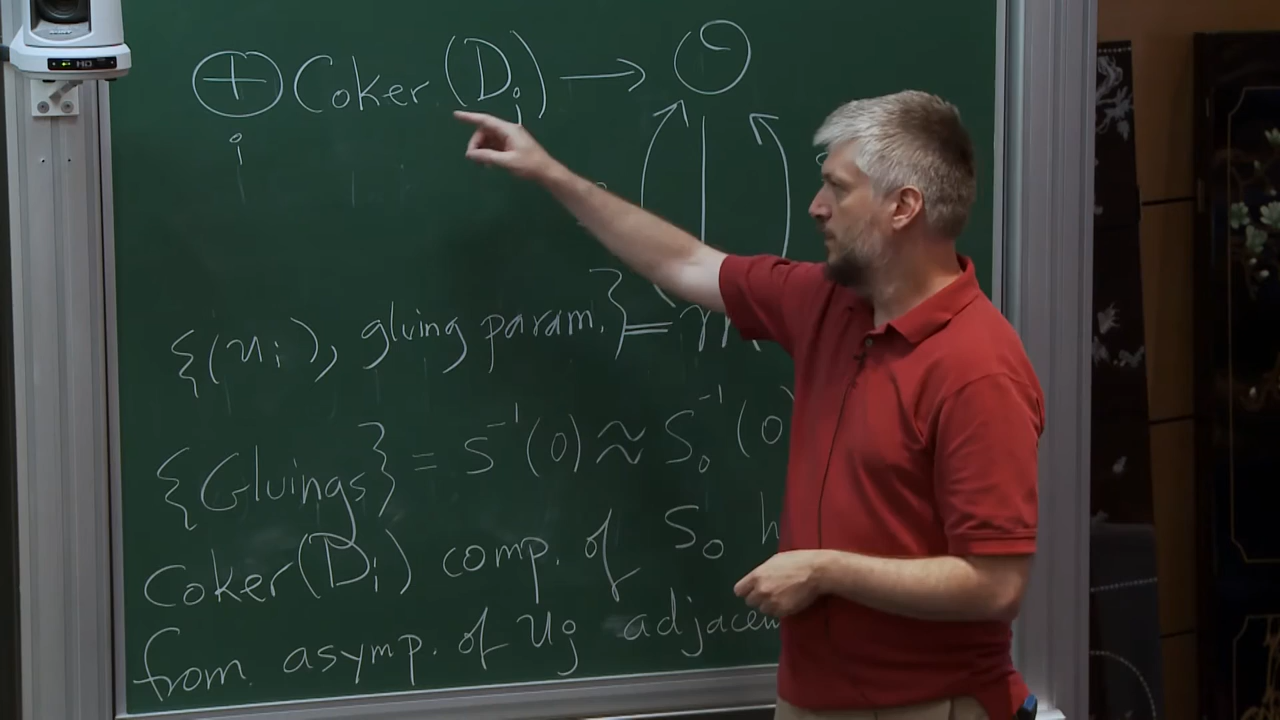 ⊕ Coker (D_i) → O
i
{(u_i), gluing param.} = m
{Gluings} = s^{-1}(0) ≈ s_0^{-1}(0)
Coker(D_i) comp. of s_0 h
from asymp. of u_j adjacen